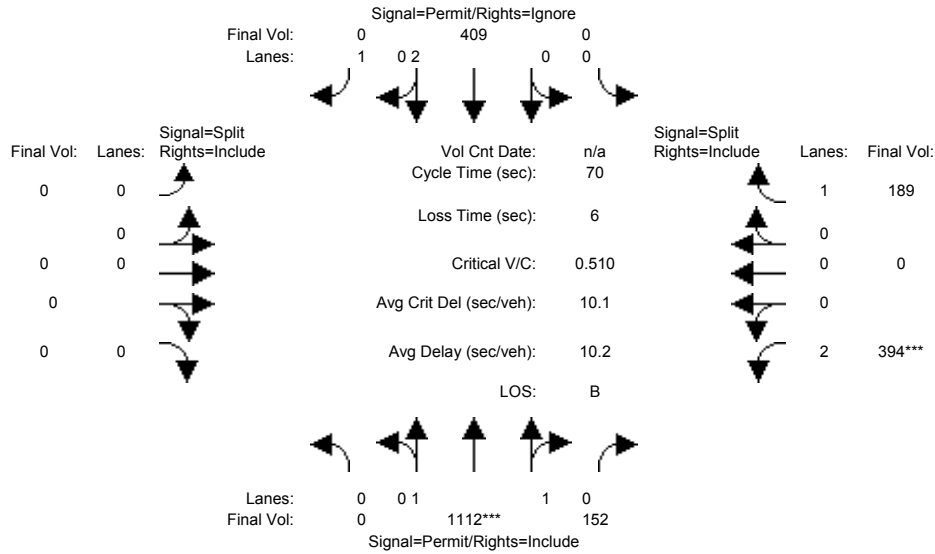 Signal=Permit/Rights=Ignore
Final Vol: 0 409 0
Lanes: 1 0 2 0 0
Signal=Split Signal=Split
Final Vol: Lanes: Rights=Include Vol Cnt Date: n/a Rights=Include Lanes: Final Vol:
Cycle Time (sec): 70
0 0 1 189
Loss Time (sec): 6
0 0
0 0 Critical V/C: 0.510 0 0
0 Avg Crit Del (sec/veh): 10.1 0
0 0 Avg Delay (sec/veh): 10.2 2 394***
LOS: B
Lanes: 0 0 1 1 0
Final Vol: 0 1112*** 152
Signal=Permit/Rights=Include